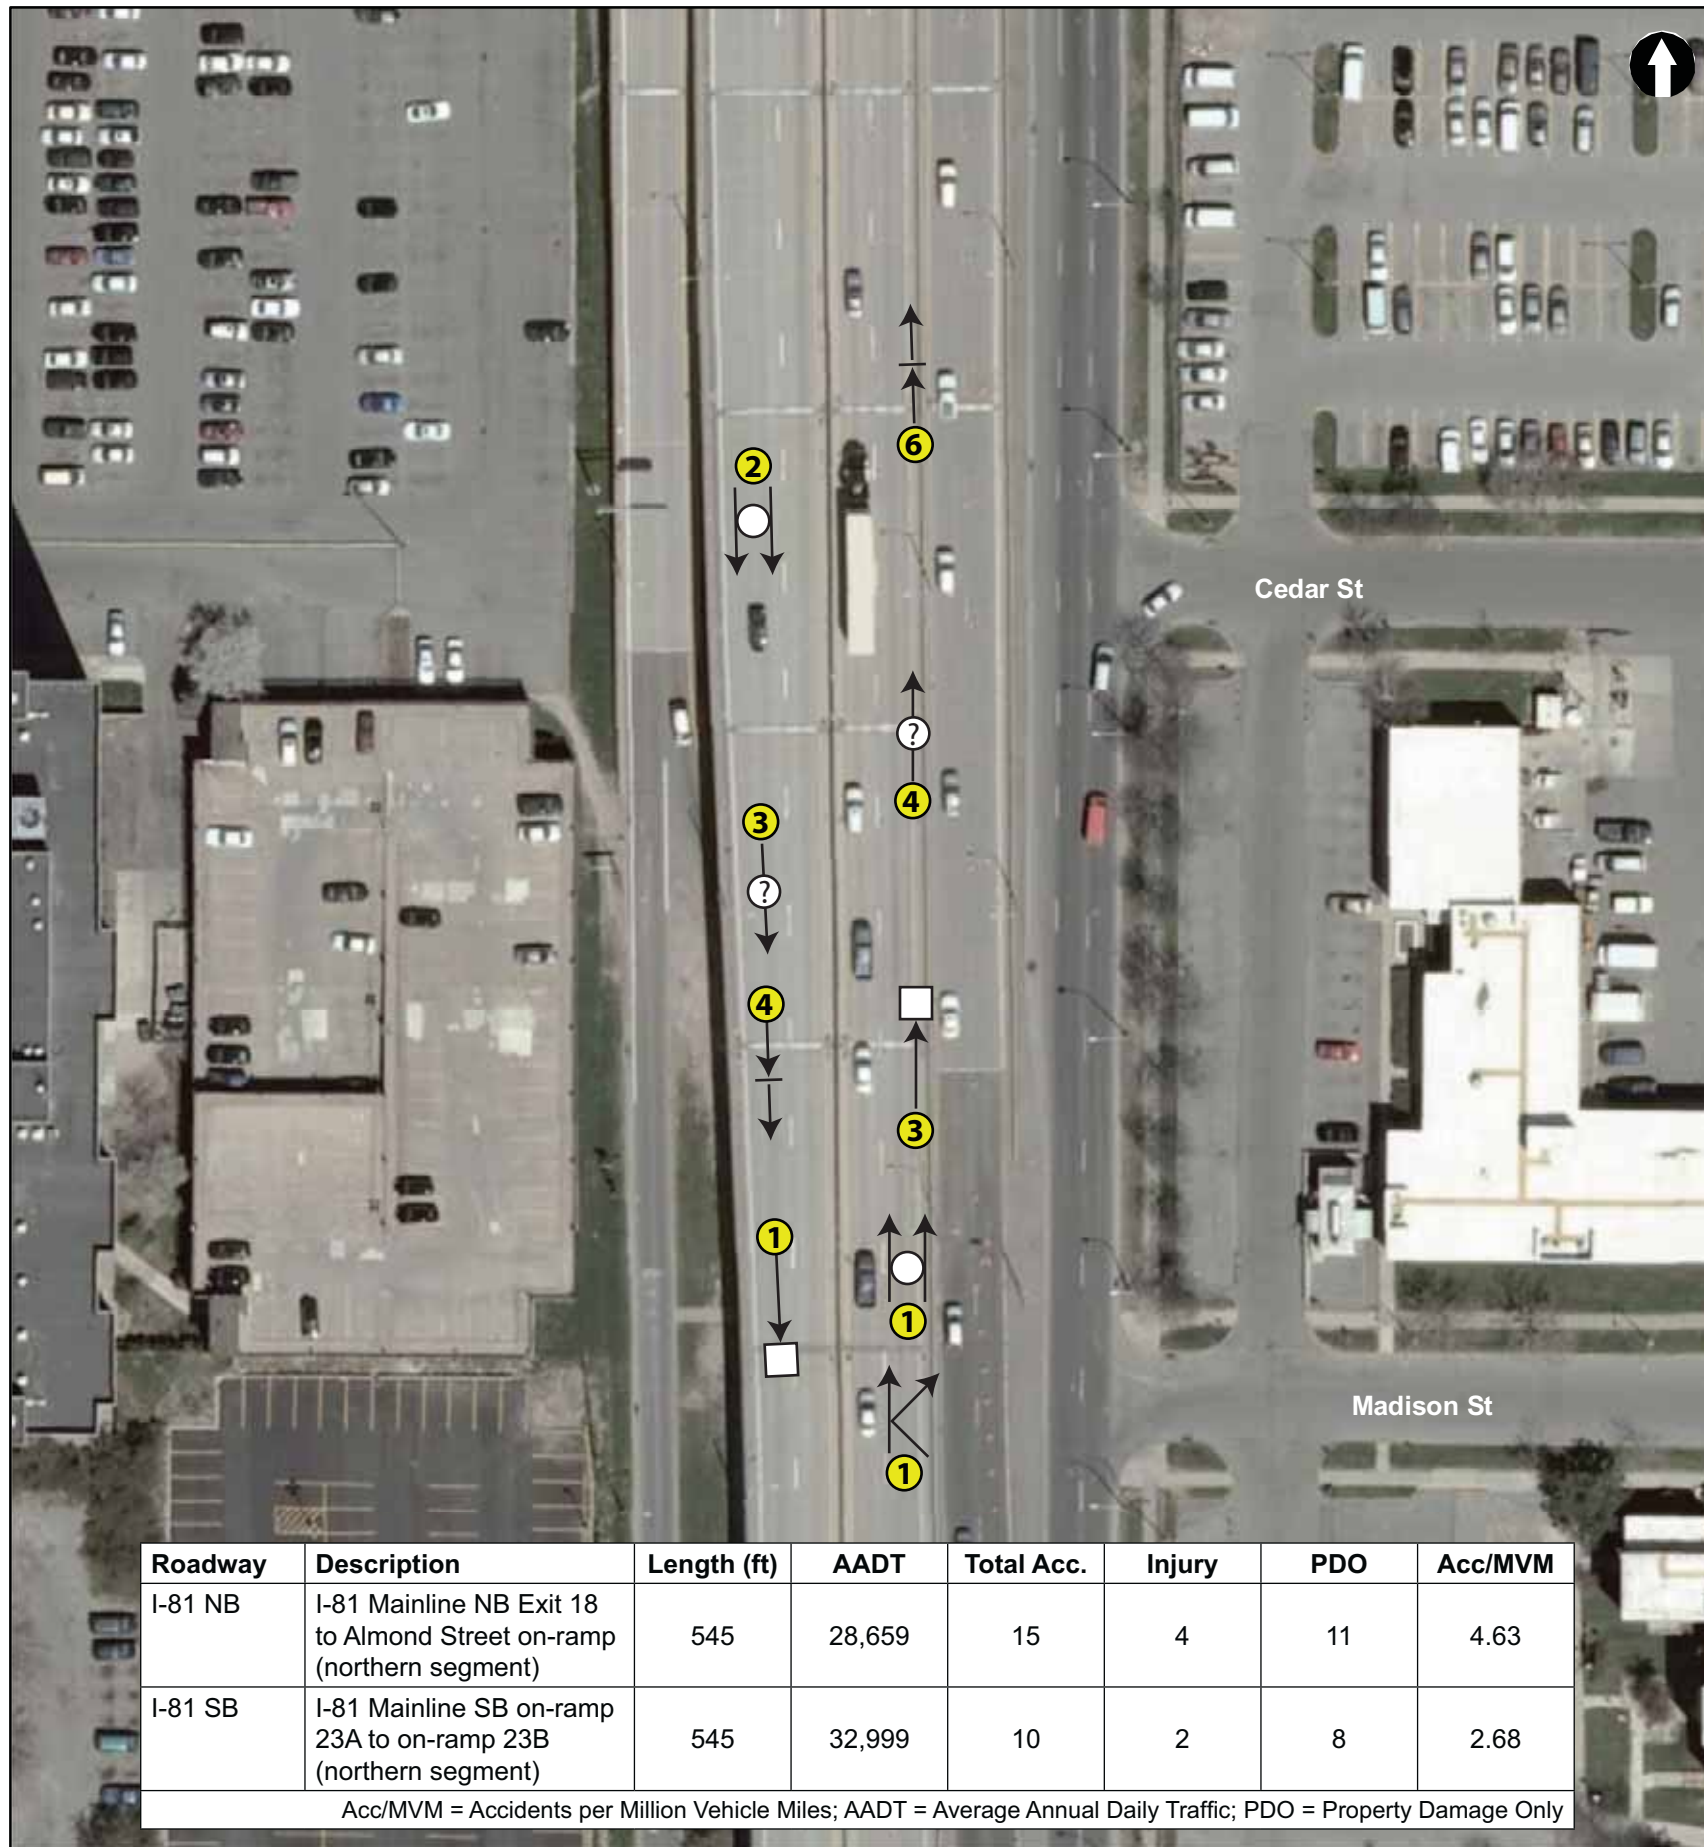 6
2
Cedar St
?
4
3
?
4
3
1
1
Madison St
1
Roadway Description Length (ft) AADT Total Acc. Injury PDO Acc/MVM
I-81 NB I-81 Mainline NB Exit 18
to Almond Street on-ramp 545 28,659 15 4 11 4.63
(northern segment)
I-81 SB I-81 Mainline SB on-ramp
23A to on-ramp 23B 545 32,999 10 2 8 2.68
(northern segment)
Acc/MVM = Accidents per Million Vehicle Miles; AADT = Average Annual Daily Traffic; PDO = Property Damage Only